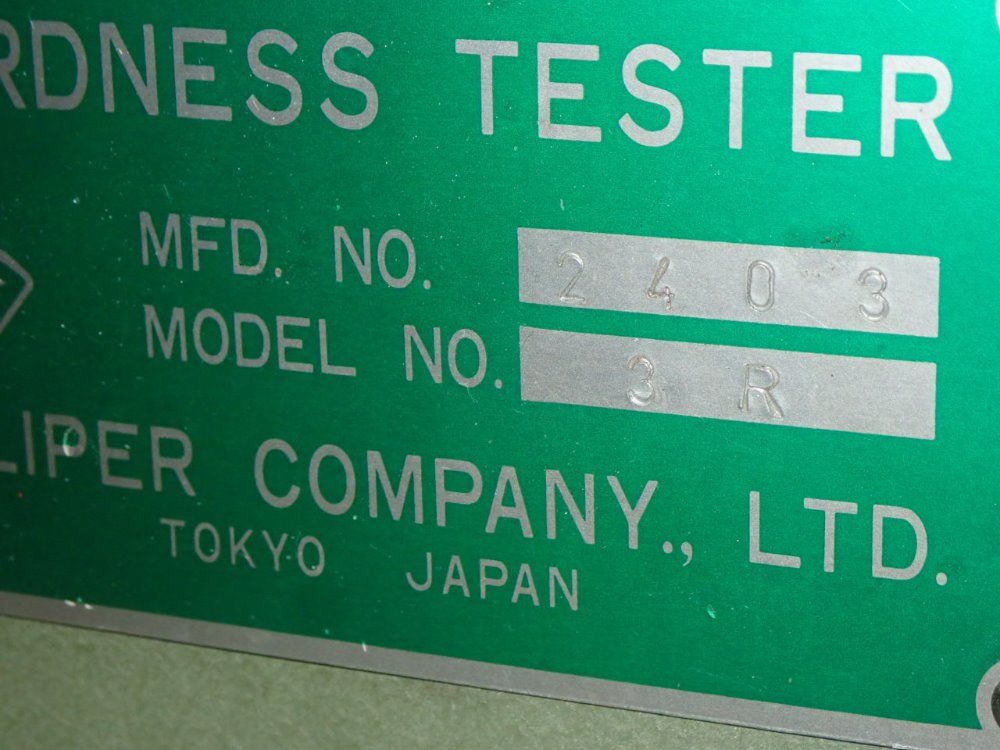 RDNESS TESTER
MFD. NO. 2403
MODEL NO. 3R
LIPER COMPANY., LTD.
TOKYO JAPAN